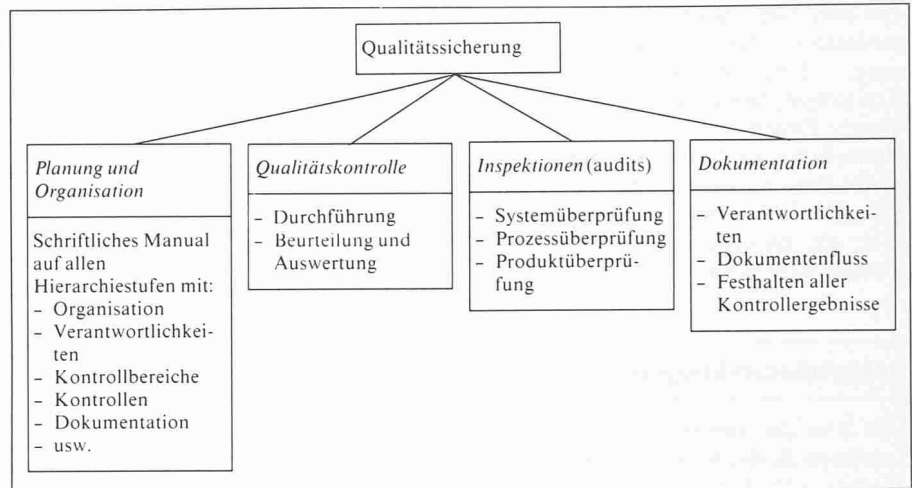 Qualitätssicherung
Planung und
Organisation
Schriftliches Manual
auf allen
Hierarchiestufen mit:
– Organisation
– Verantwortlichkei-
ten
– Kontrollbereiche
– Kontrollen
– Dokumentation
– usw.
Qualitätskontrolle
– Durchführung
– Beurteilung und
Auswertung
Inspektionen (audits)
– Systemüberprüfung
– Prozessüberprüfung
– Produktüberprü-
fung
Dokumentation
– Verantwortlichkei-
ten
– Dokumentenfluss
– Festhalten aller
Kontrollergebnisse